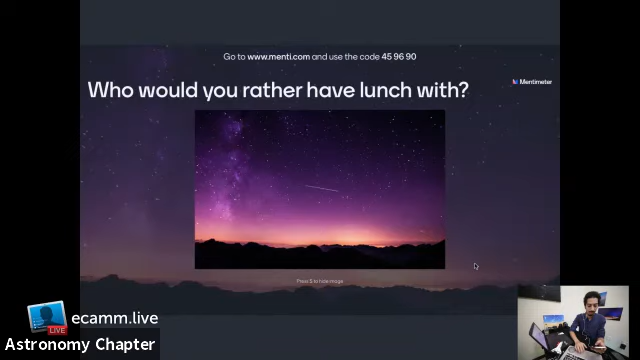 Go to www.menti.com and use the code 45 96 90
Who would you rather have lunch with?
Mentimeter
Press S to hide image
ecamm.live
LIVE
Astronomy Chapter